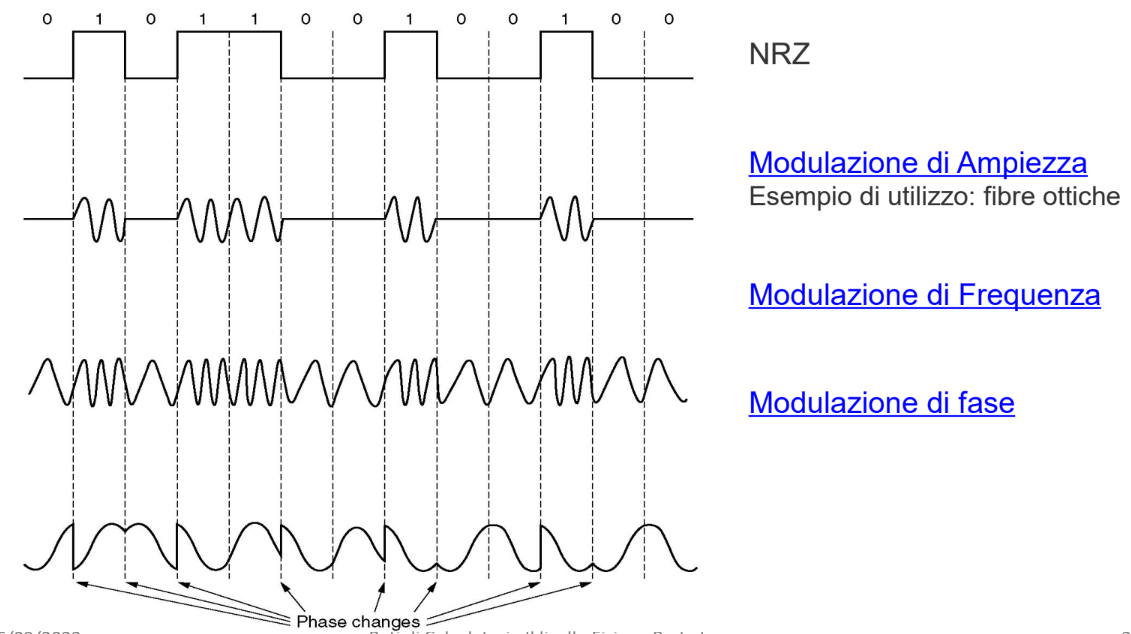 0 1 0 1 1 0 0 1 0 0 1 0 0
NRZ
Modulazione di Ampiezza
Esempio di utilizzo: fibre ottiche
Modulazione di Frequenza
Modulazione di fase
Phase changes